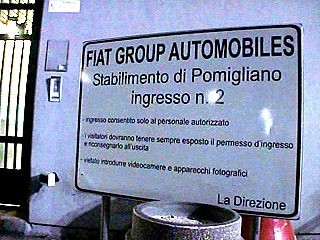 FIAT GROUP AUTOMOBILES
Stabilimento di Pomigliano
ingresso n. 2
- ingresso consentito solo al personale autorizzato
- i visitatori dovranno tenere sempre esposto il permesso d'ingresso
e riconsegnarlo all'uscita
- vietato introdurre videocamere e apparecchi fotografici
-
La Direzione